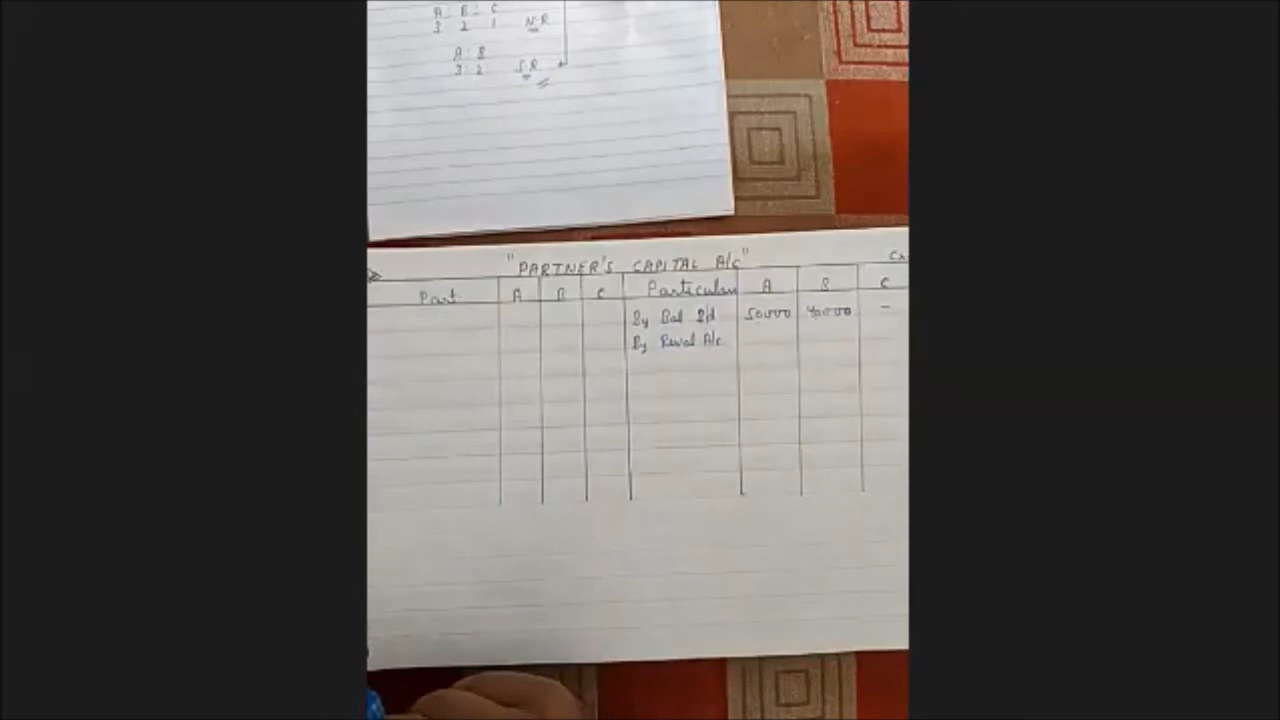 A : B : C
3 2 1 N.R
A : B
3 : 2 S.R
"PARTNER'S CAPITAL A/c"
Part. A B C Particulars A B C
By Bal B/d 50000 40000 -
By Reval A/c